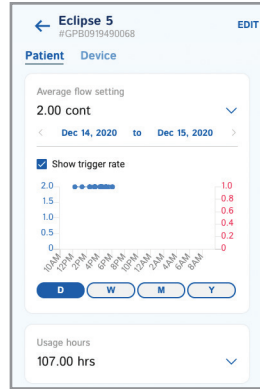 Eclipse 5
EDIT
#GPB0919490068
Patient Device
Average flow setting
2.00 cont
Dec 14, 2020 to Dec 15, 2020
Show trigger rate
2.0 1.0
1.5 0.8
1.0 0.6
0.5 0.4
0 0.2
0
10AM 12PM 2PM 4PM 6PM 8PM 10PM 12AM 2AM 4AM 6AM 8AM
D W M Y
Usage hours
107.00 hrs